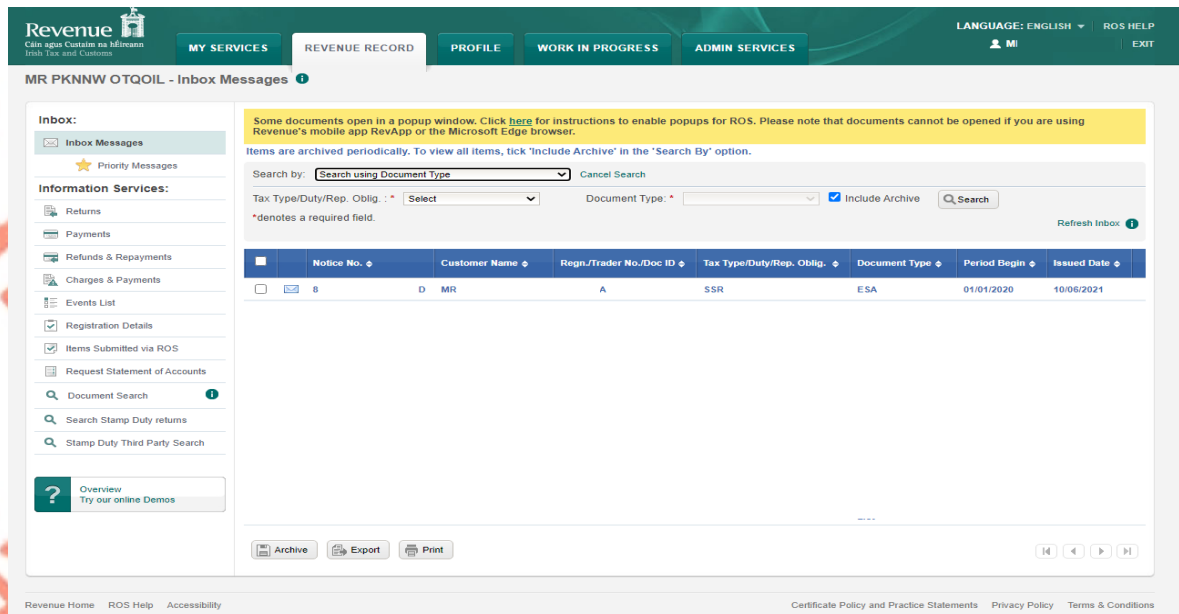 Revenue
Cáin agus Custaim na hÉireann
Irish Tax and Customs
MY SERVICES
REVENUE RECORD
PROFILE
WORK IN PROGRESS
ADMIN SERVICES
LANGUAGE: ENGLISH
ROS HELP
MI
EXIT
MR PKNNW OTQOIL - Inbox Messages
Inbox:
Inbox Messages
Priority Messages
Information Services:
Returns
Payments
Refunds & Repayments
Charges & Payments
Events List
Registration Details
Items Submitted via ROS
Request Statement of Accounts
Document Search
Search Stamp Duty returns
Stamp Duty Third Party Search
?
Overview
Try our online Demos
Some documents open in a popup window. Click here for instructions to enable popups for ROS. Please note that documents cannot be opened if you are using
Revenue's mobile app RevApp or the Microsoft Edge browser.
Items are archived periodically. To view all items, tick 'Include Archive' in the 'Search By' option.
Search by: Search using Document Type Cancel Search
Tax Type/Duty/Rep. Oblig. : * Select Document Type: * Include Archive Search
*denotes a required field.
Refresh Inbox
Notice No. Customer Name Regn./Trader No./Doc ID Tax Type/Duty/Rep. Oblig. Document Type Period Begin Issued Date
8 D MR A SSR ESA 01/01/2020 10/06/2021
Archive Export Print
Revenue Home ROS Help Accessibility
Certificate Policy and Practice Statements Privacy Policy Terms & Conditions